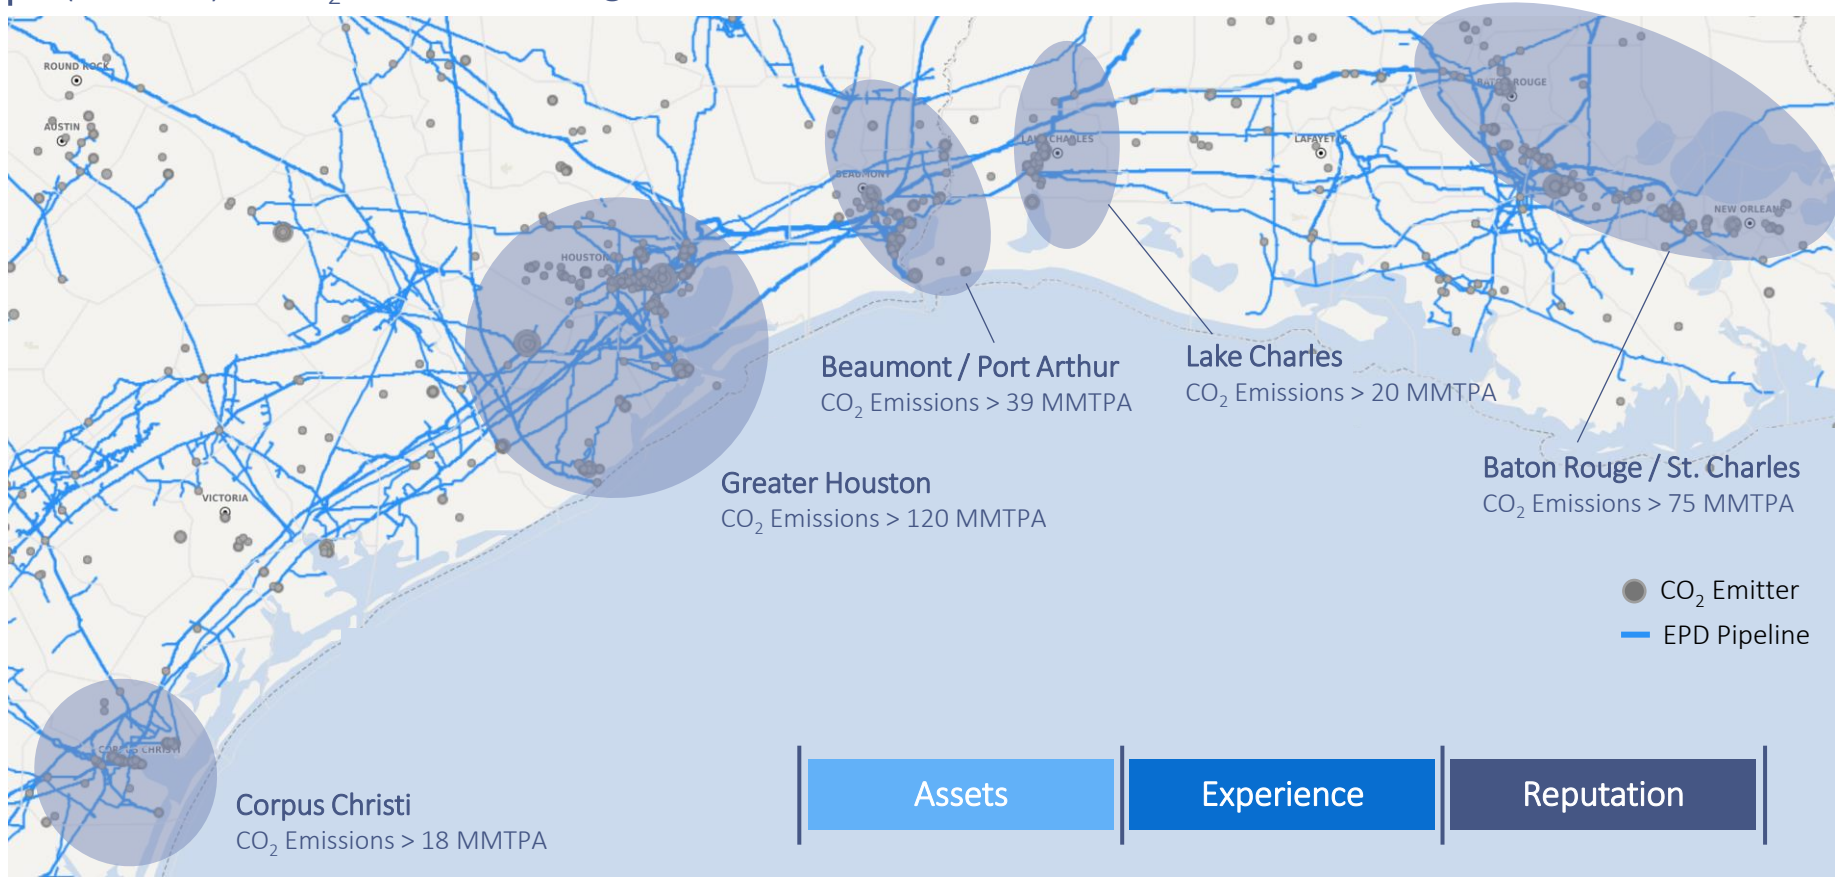 ROUND ROCK
AUSTIN
BATON ROUGE
LAKE CHARLES
LAFAYETTE
BEAUMONT
NEW ORLEANS
HOUSTON
Beaumont / Port Arthur
CO₂ Emissions > 39 MMTPA
Lake Charles
CO₂ Emissions > 20 MMTPA
Greater Houston
CO₂ Emissions > 120 MMTPA
Baton Rouge / St. Charles
CO₂ Emissions > 75 MMTPA
VICTORIA
CO₂ Emitter
EPD Pipeline
CORPUS CHRISTI
Corpus Christi
CO₂ Emissions > 18 MMTPA
Assets
Experience
Reputation